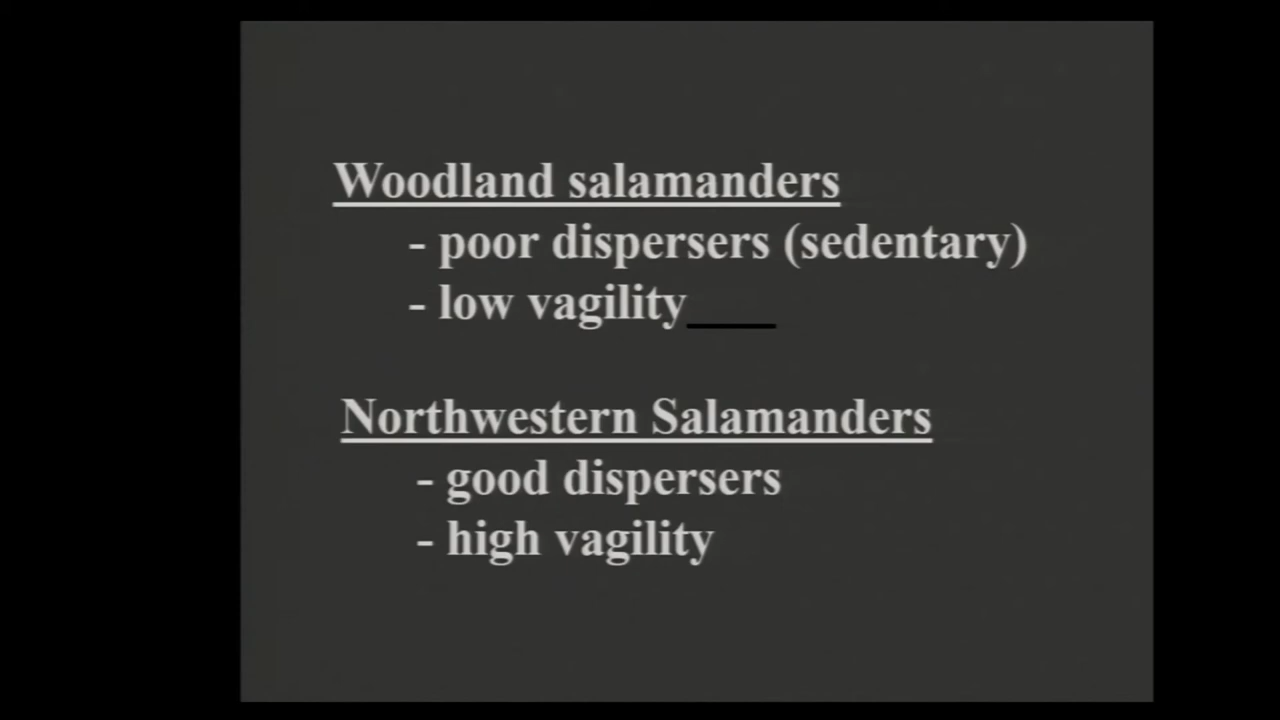 Woodland salamanders
- poor dispersers (sedentary)
- low vagility
Northwestern Salamanders
- good dispersers
- high vagility